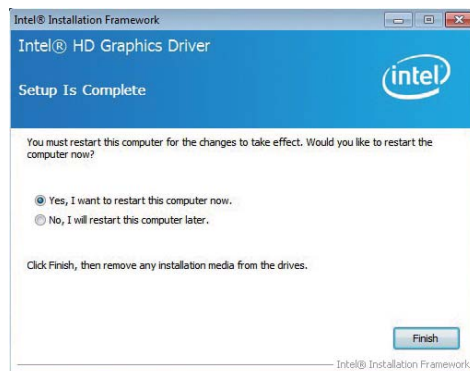 Intel® Installation Framework
Intel® HD Graphics Driver
Setup Is Complete
(intel)
You must restart this computer for the changes to take effect. Would you like to restart the
computer now?
Yes, I want to restart this computer now.
No, I will restart this computer later.
Click Finish, then remove any installation media from the drives.
Finish
Intel® Installation Framework